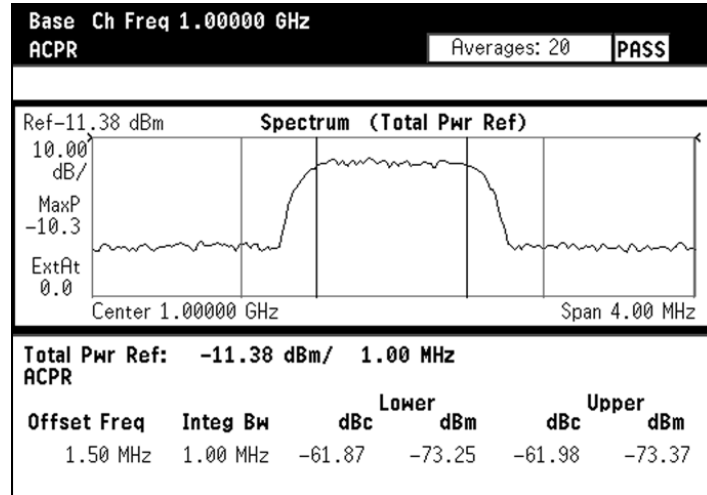 Base Ch Freq 1.00000 GHz
ACPR Averages: 20 PASS
Ref-11.38 dBm Spectrum (Total Pwr Ref)
10.00
dB/
MaxP
-10.3
ExtAt
0.0
Center 1.00000 GHz Span 4.00 MHz
Total Pwr Ref: -11.38 dBm/ 1.00 MHz
ACPR
Lower Upper
Offset Freq Integ Bw dBc dBm dBc dBm
1.50 MHz 1.00 MHz -61.87 -73.25 -61.98 -73.37